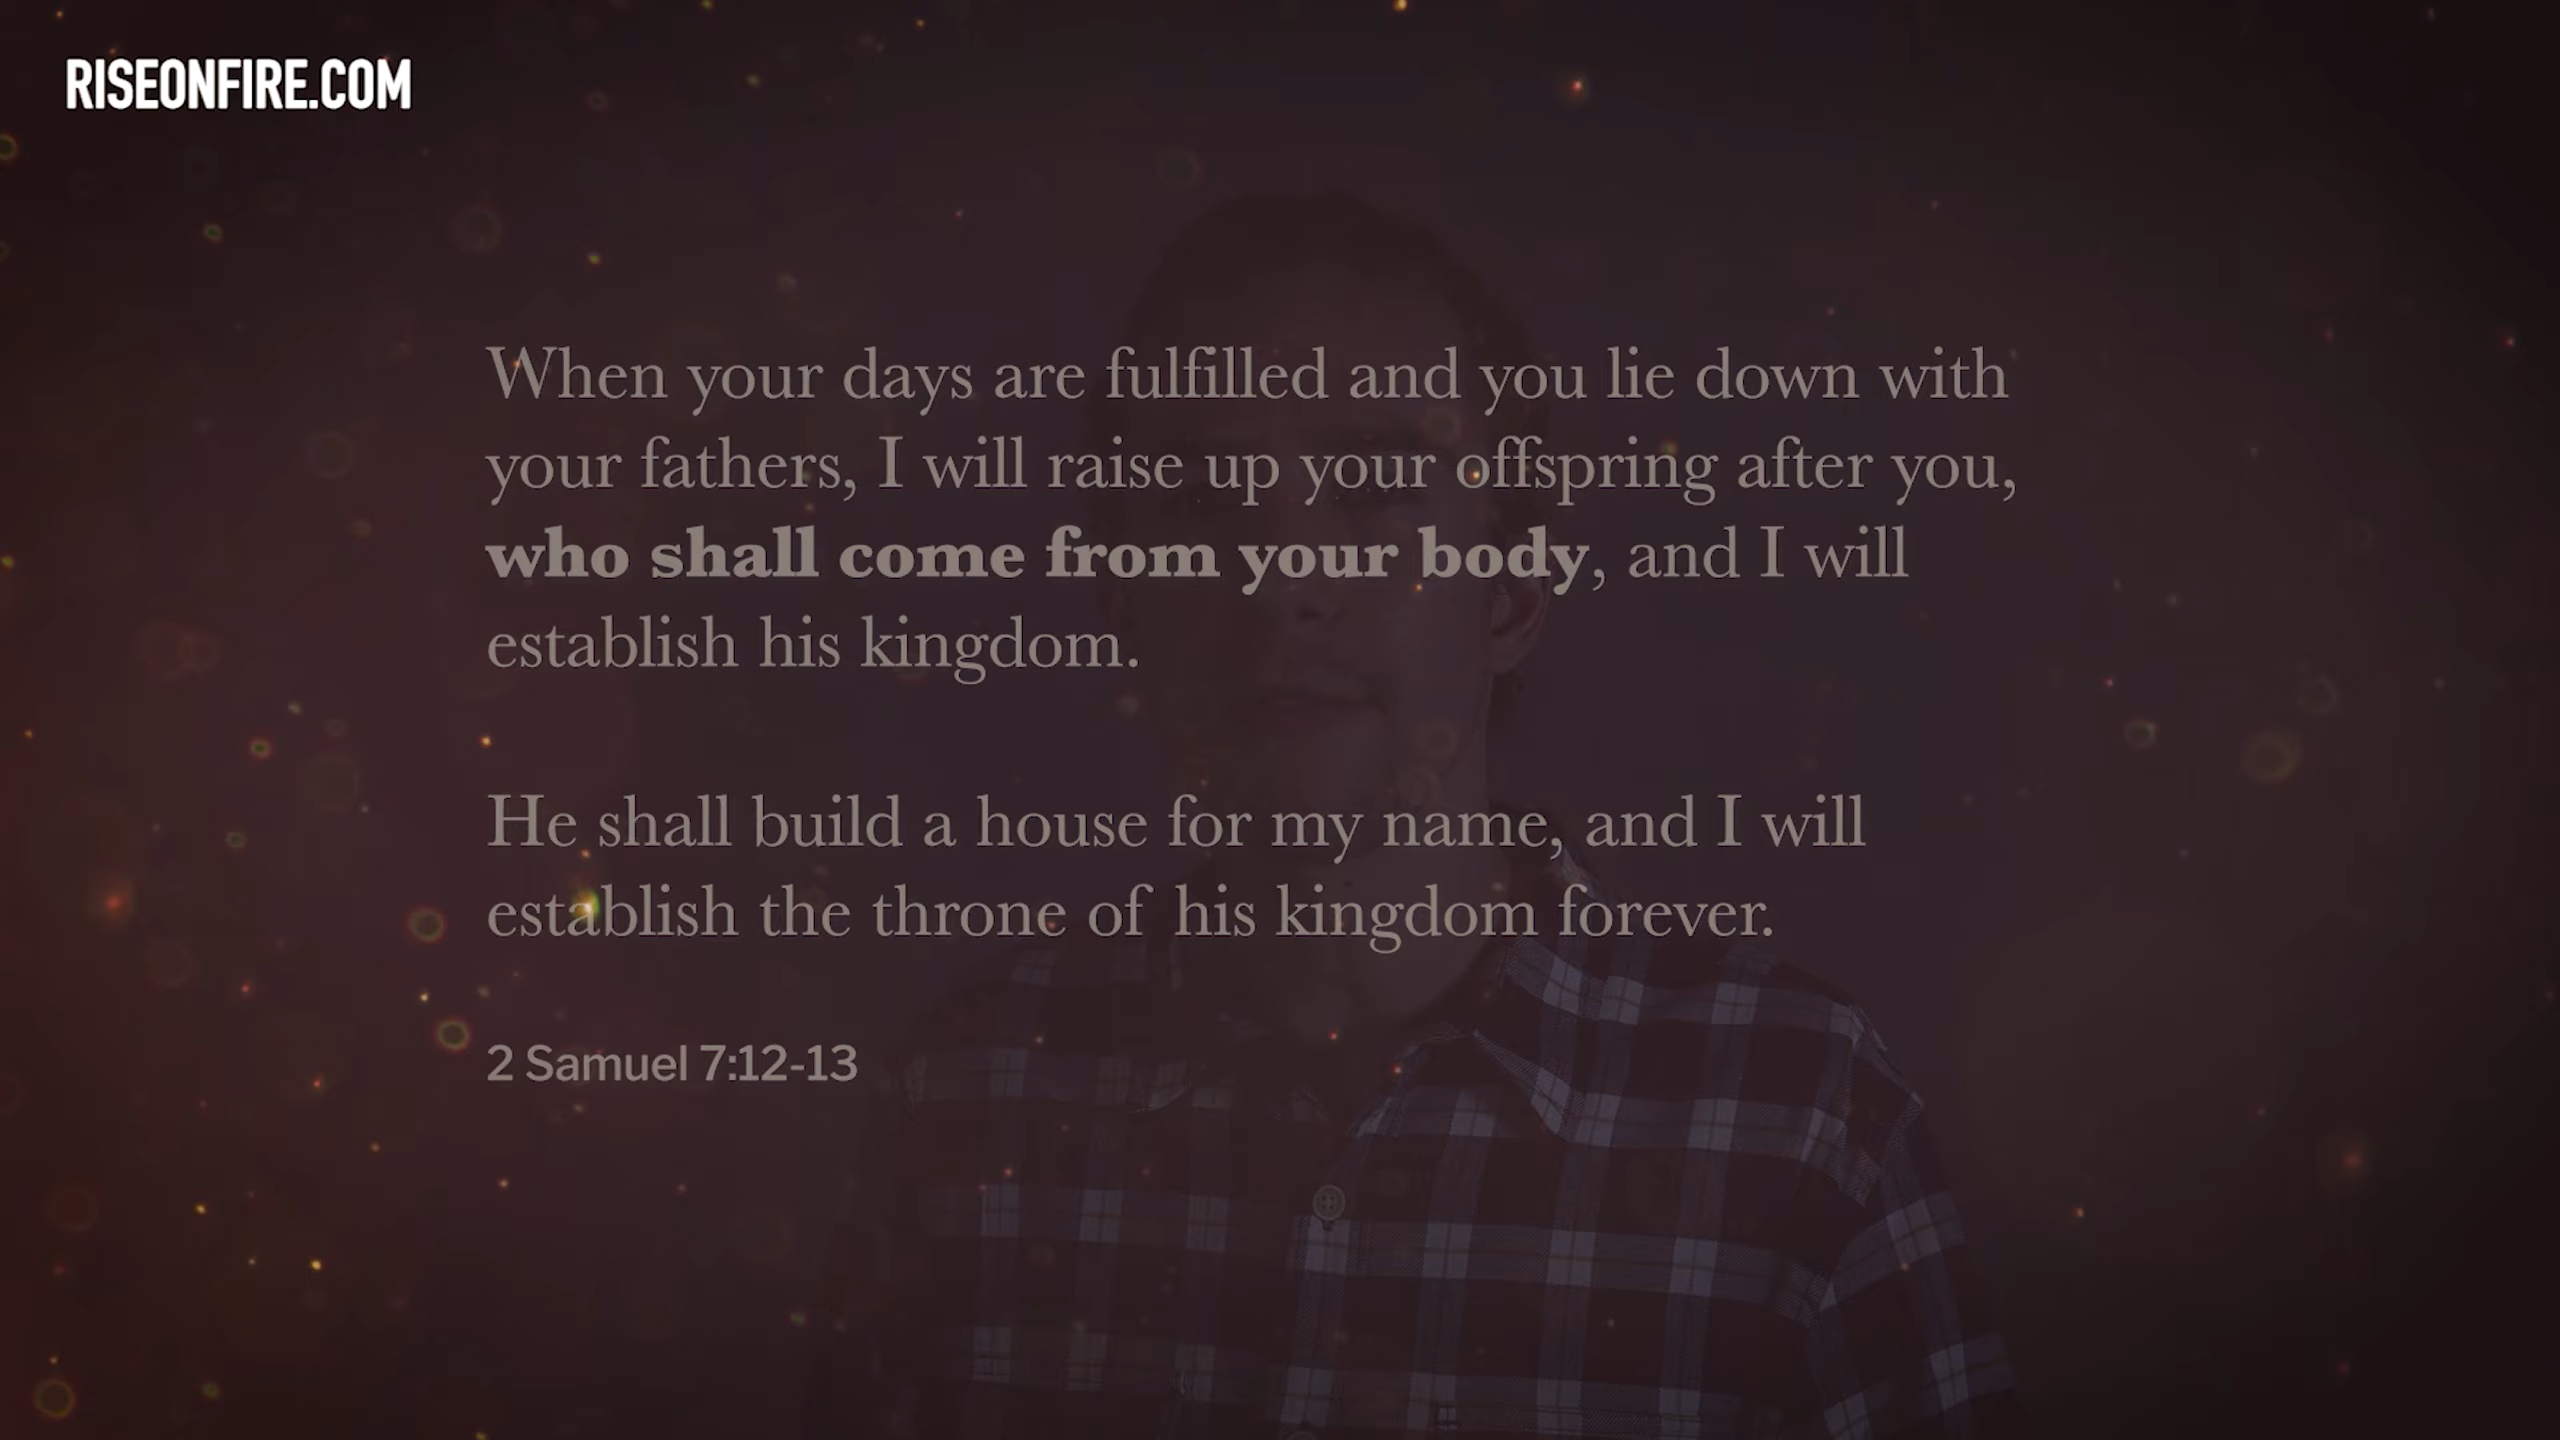 RISEONFIRE.COM
When your days are fulfilled and you lie down with
your fathers, I will raise up your offspring after you,
who shall come from your body, and I will
establish his kingdom.
He shall build a house for my name, and I will
establish the throne of his kingdom forever.
2 Samuel 7:12-13